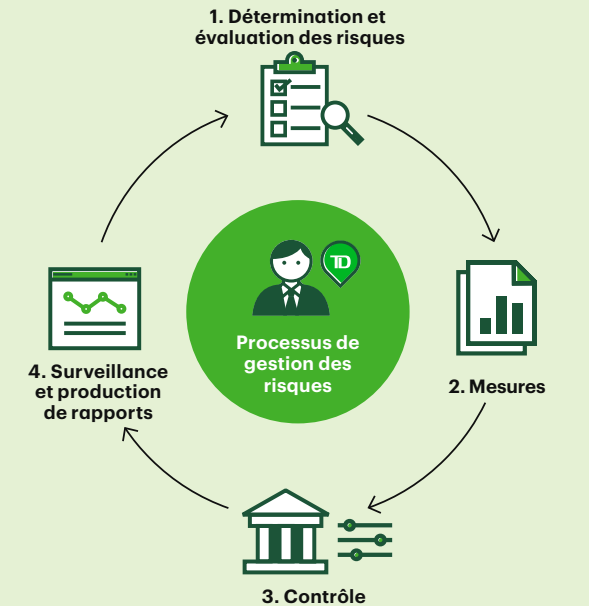 1. Détermination et
évaluation des risques
TD
Processus de
gestion des
risques
2. Mesures
4. Surveillance
et production
de rapports
3. Contrôle